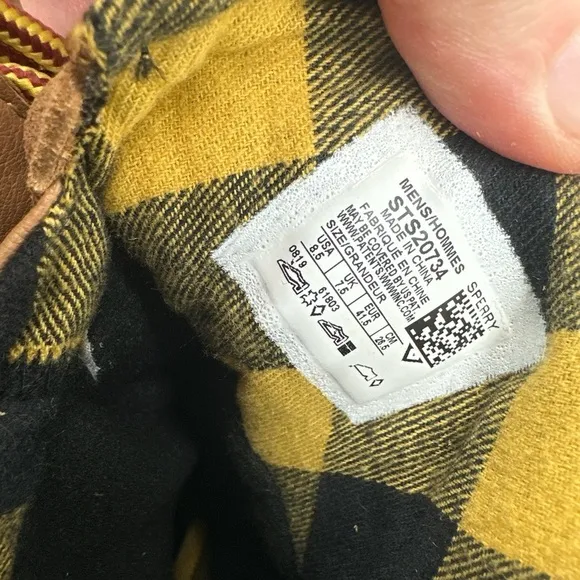 MENS/HOMMES
STS20734
MADE IN CHINA
FABRIQUÉ EN CHINE
MAY BE COVERED BY US PAT
WWW.PATENTS.WWWINC.COM
SIZE/GRANDEUR
USA UK EUR CM
8.5 7.5 41.5 26.5
0819 61803
SPERRY